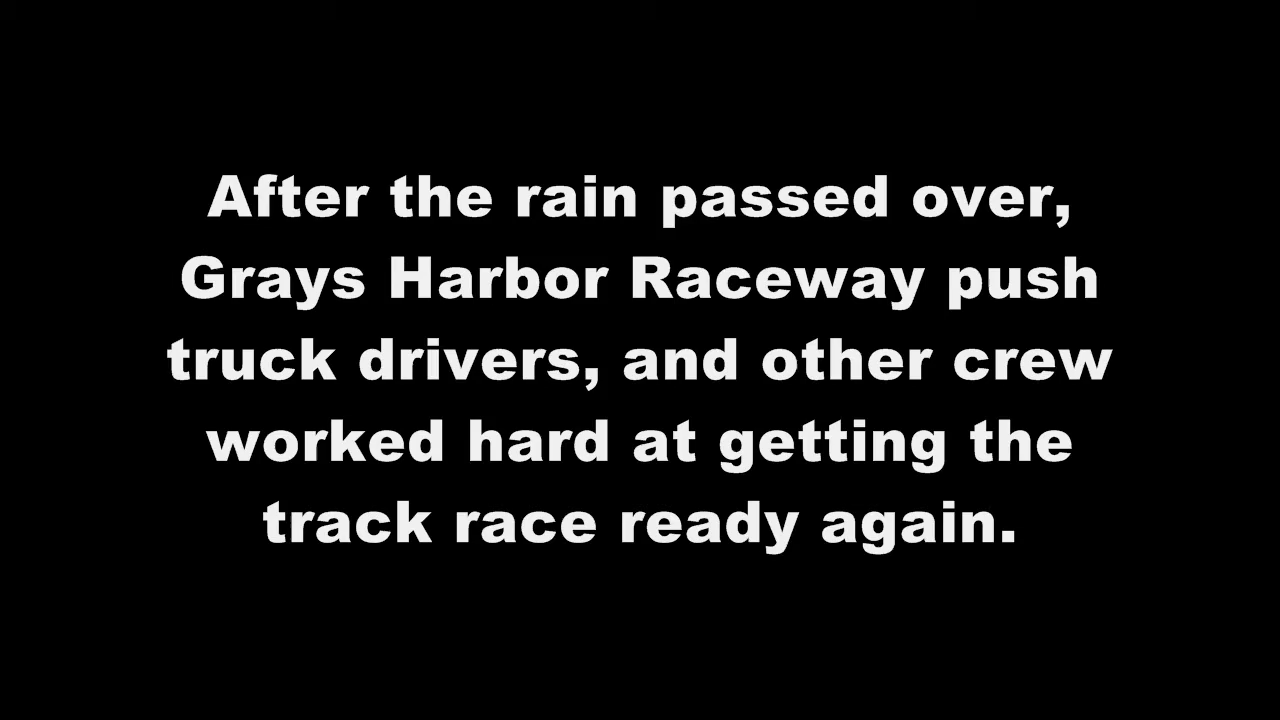 After the rain passed over,
Grays Harbor Raceway push
truck drivers, and other crew
worked hard at getting the
track race ready again.